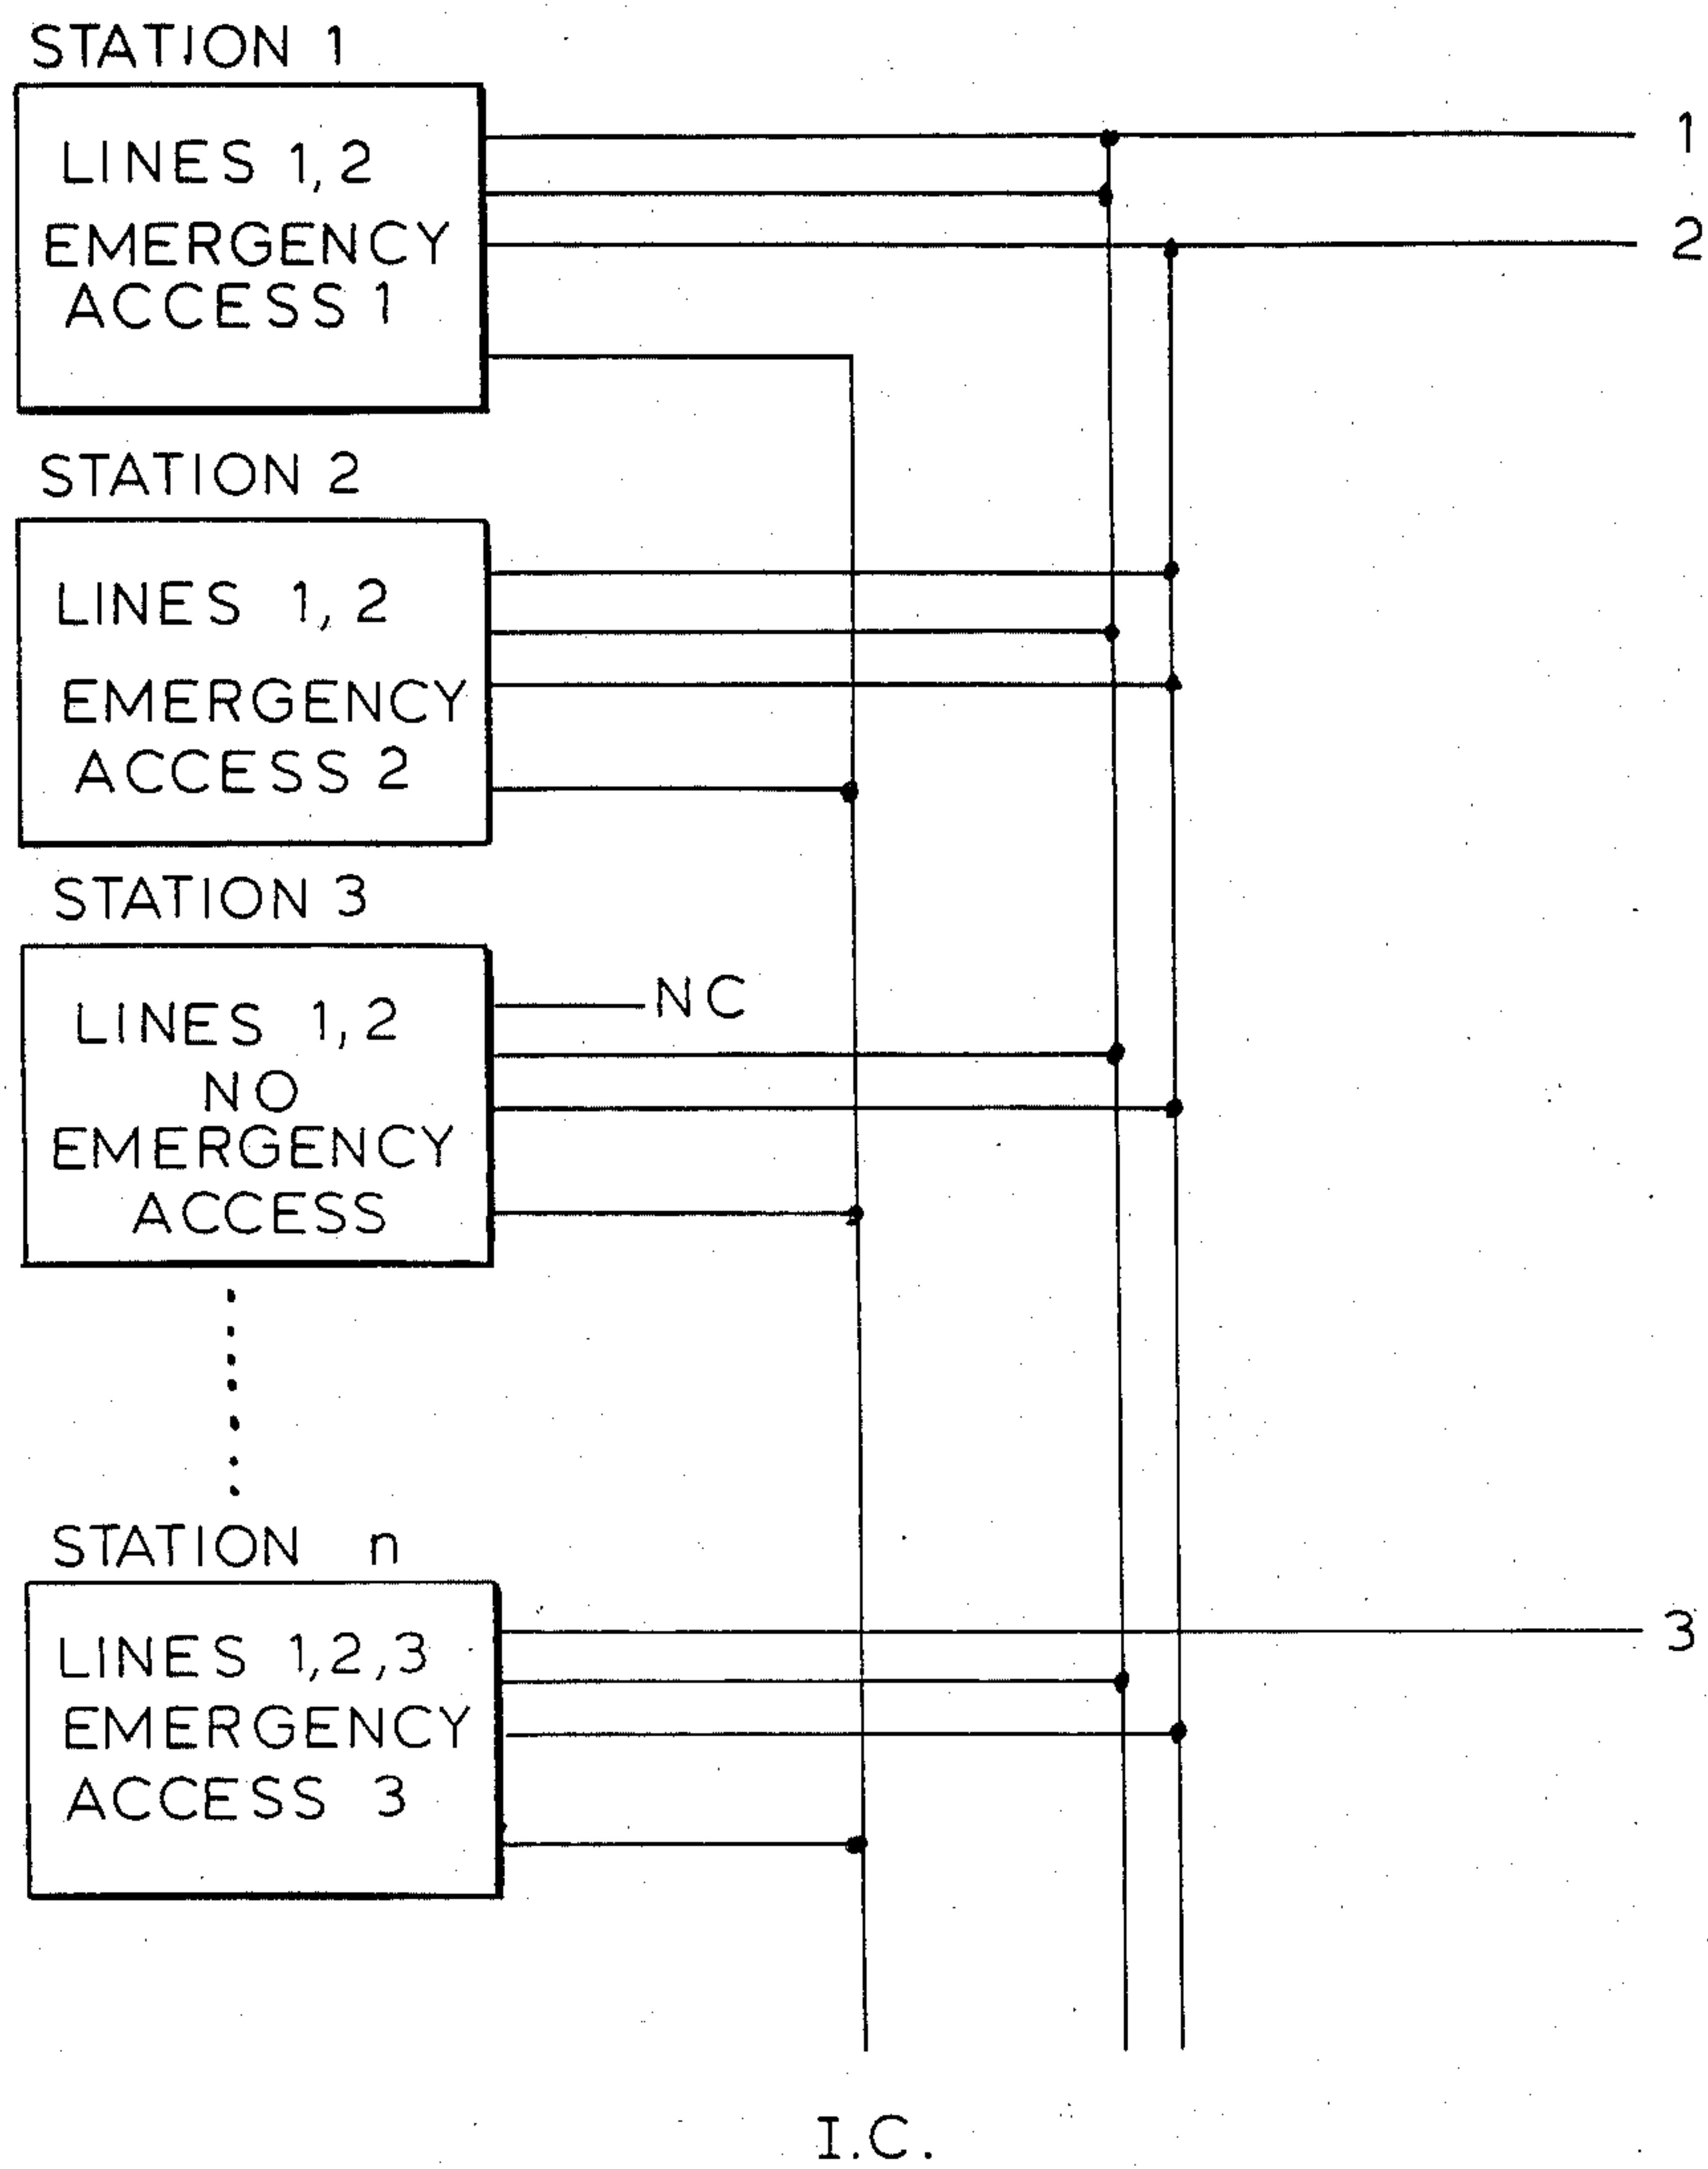 STATION 1
1
LINES 1,2
2
EMERGENCY
ACCESS 1
STATION 2
LINES 1,2
EMERGENCY
ACCESS 2
STATION 3
NC
LINES 1,2
NO
EMERGENCY
ACCESS
STATION n
3
LINES 1,2,3
EMERGENCY
ACCESS 3
I.C.